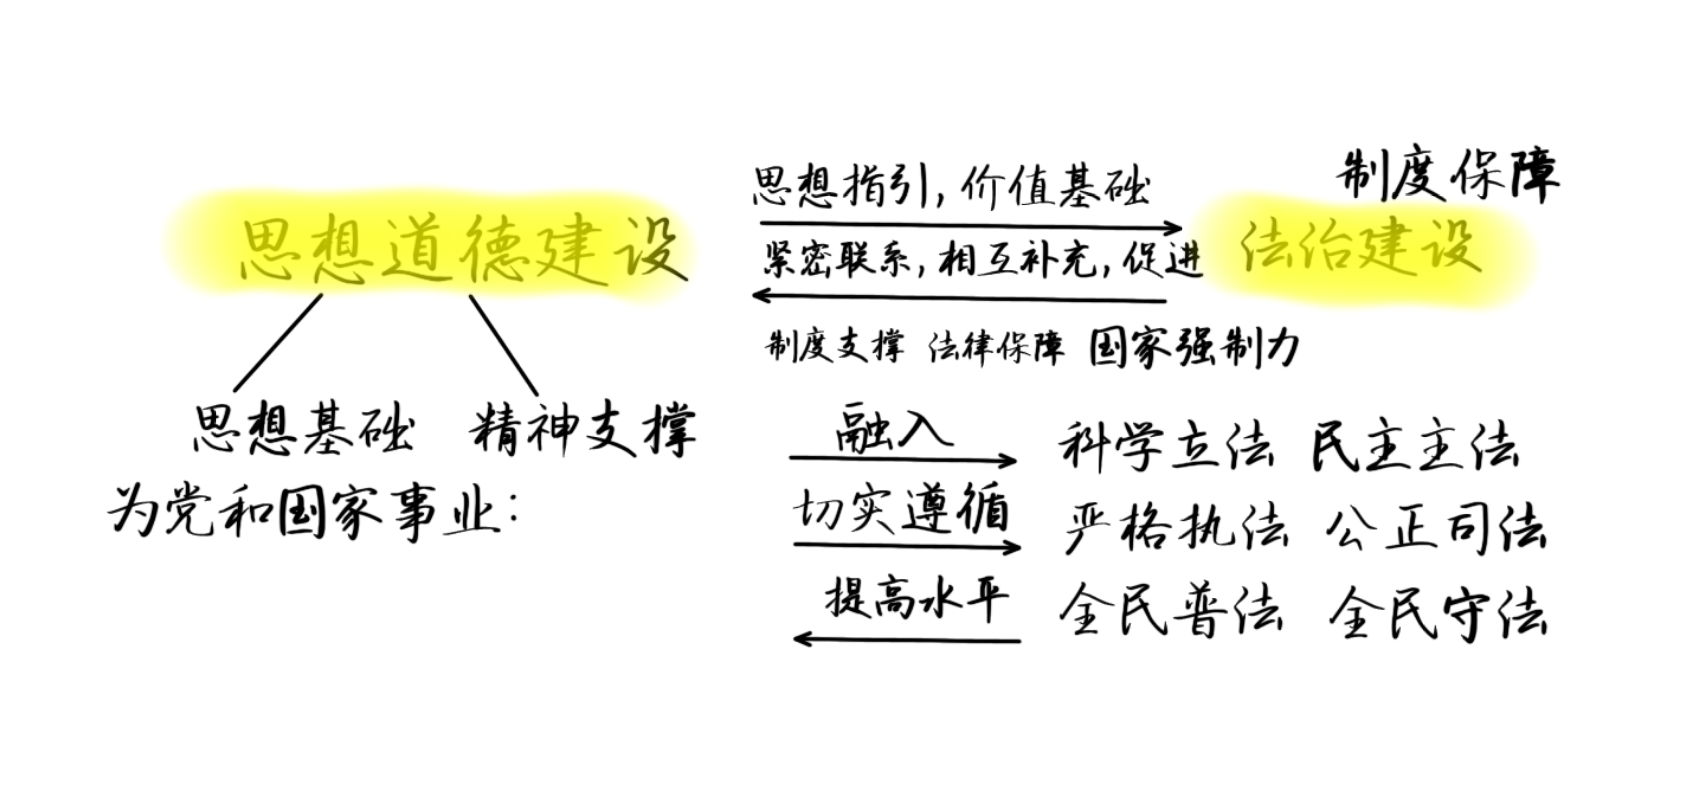 制度保障
思想指引，价值基础
思想道德建设
法治建设
紧密联系，相互补充，促进
制度支撑 法律保障 国家强制力
思想基础 精神支撑
融入
科学立法 民主主法
为党和国家事业：
切实遵循
严格执法 公正司法
提高水平
全民普法 全民守法